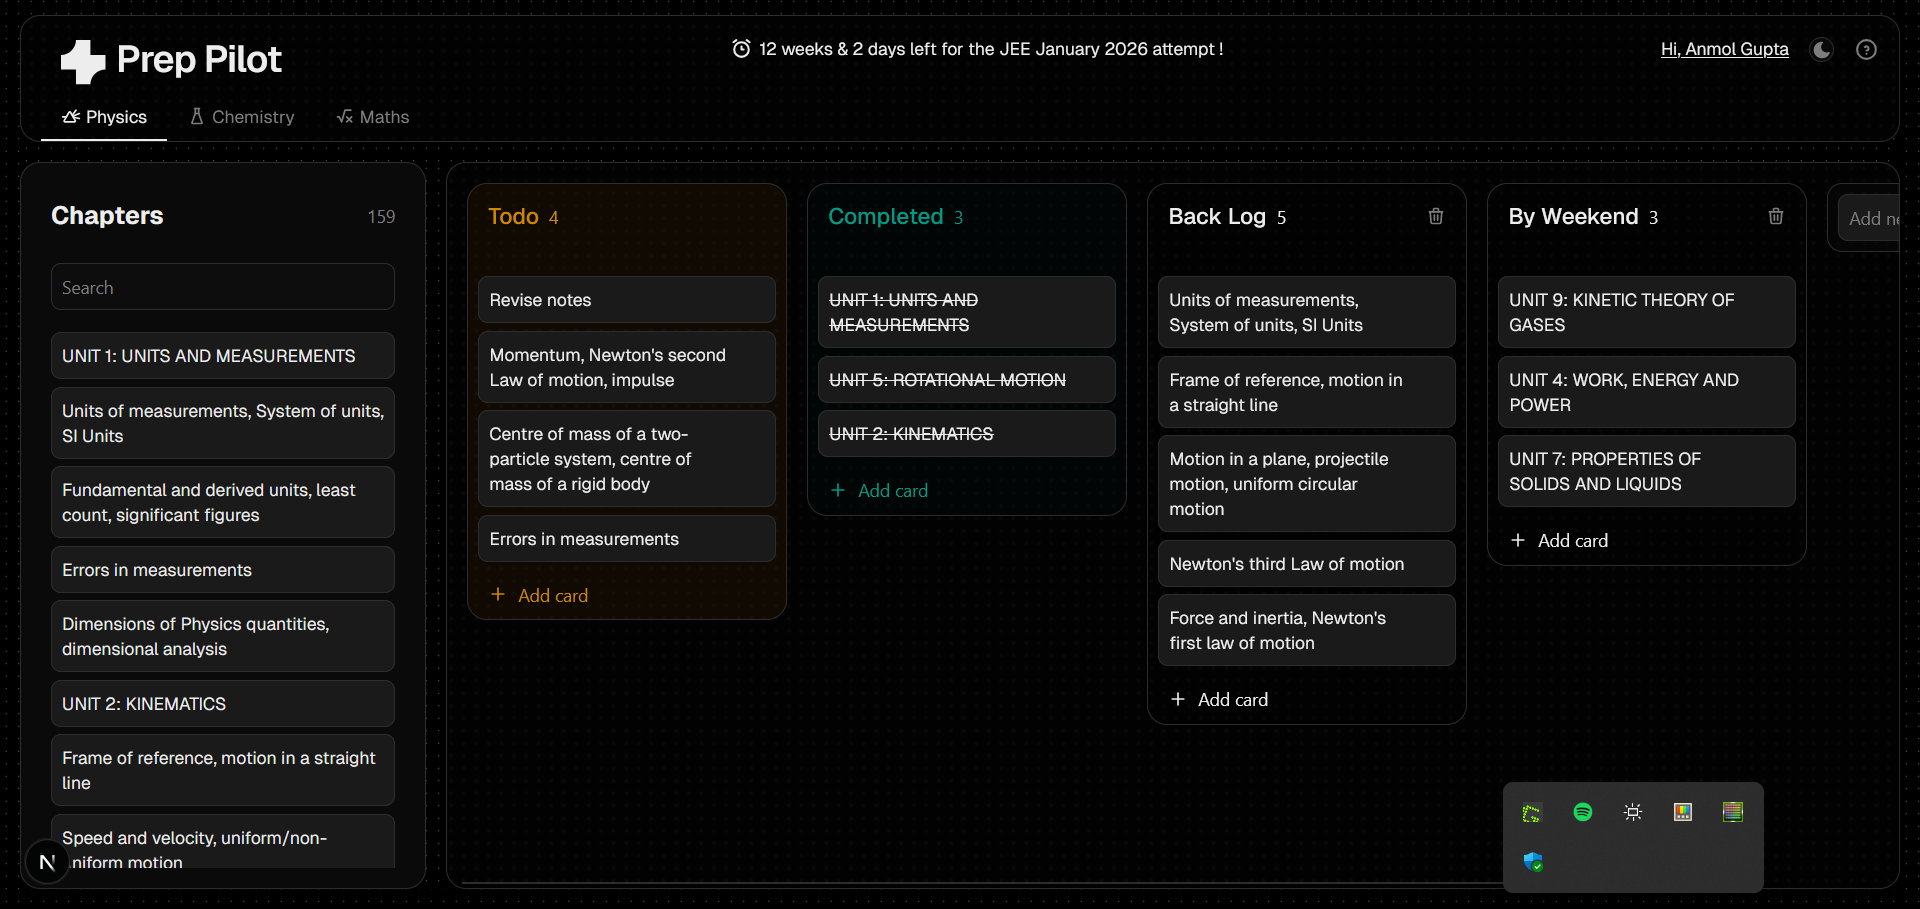 Prep Pilot
12 weeks & 2 days left for the JEE January 2026 attempt !
Hi, Anmol Gupta
Physics
Chemistry
Maths
Chapters
159
Search
UNIT 1: UNITS AND MEASUREMENTS
Units of measurements, System of units,
SI Units
Fundamental and derived units, least
count, significant figures
Errors in measurements
Dimensions of Physics quantities,
dimensional analysis
UNIT 2: KINEMATICS
Frame of reference, motion in a straight
line
Speed and velocity, uniform/non-
uniform motion
N
Todo 4
Revise notes
Momentum, Newton's second
Law of motion, impulse
Centre of mass of a two-
particle system, centre of
mass of a rigid body
Errors in measurements
+ Add card
Completed 3
UNIT 1: UNITS AND
MEASUREMENTS
UNIT 5: ROTATIONAL MOTION
UNIT 2: KINEMATICS
+ Add card
Back Log 5
Units of measurements,
System of units, SI Units
Frame of reference, motion in
a straight line
Motion in a plane, projectile
motion, uniform circular
motion
Newton's third Law of motion
Force and inertia, Newton's
first law of motion
+ Add card
By Weekend 3
UNIT 9: KINETIC THEORY OF
GASES
UNIT 4: WORK, ENERGY AND
POWER
UNIT 7: PROPERTIES OF
SOLIDS AND LIQUIDS
+ Add card
Add